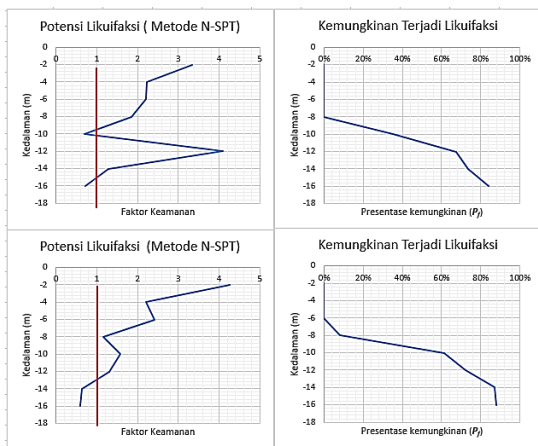 Potensi Likuifaksi ( Metode N-SPT)
0 1 2 3 4 5
0
-2
-4
-6
-8
-10
-12
-14
-16
-18
Kedalaman (m)
Faktor Keamanan
Kemungkinan Terjadi Likuifaksi
0% 20% 40% 60% 80% 100%
0
-2
-4
-6
-8
-10
-12
-14
-16
-18
Kedalaman (m)
Presentase kemungkinan (Pf)
Potensi Likuifaksi (Metode N-SPT)
0 1 2 3 4 5
0
-2
-4
-6
-8
-10
-12
-14
-16
-18
Kedalaman (m)
Faktor Keamanan
Kemungkinan Terjadi Likuifaksi
0% 20% 40% 60% 80% 100%
0
-2
-4
-6
-8
-10
-12
-14
-16
-18
Kedalaman (m)
Presentase kemungkinan (Pf)